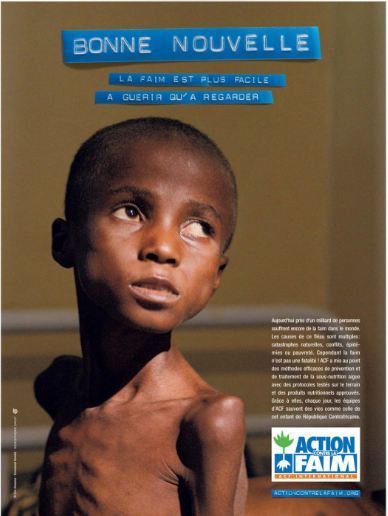 BONNE NOUVELLE
LA FAIM EST PLUS FACILE
A GUERIR QU'A REGARDER
Aujourd'hui près d'un milliard de personnes
souffrent encore de la faim dans le monde.
Les causes de ce fléau sont multiples :
catastrophes naturelles, conflits, épidé-
mies ou pauvreté. Cependant la faim
n'est pas une fatalité ! ACF a mis au point
des méthodes efficaces de prévention et
de traitement de la sous-nutrition aigüe
avec des protocoles testés sur le terrain
et des produits nutritionnels approuvés.
Grâce à elles, chaque jour, les équipes
d'ACF sauvent des vies comme celle de
cet enfant de République Centrafricaine.
ACTION
CONTRE LA
FAIM
ACF INTERNATIONAL
ACTIONCONTRELAFAIM.ORG